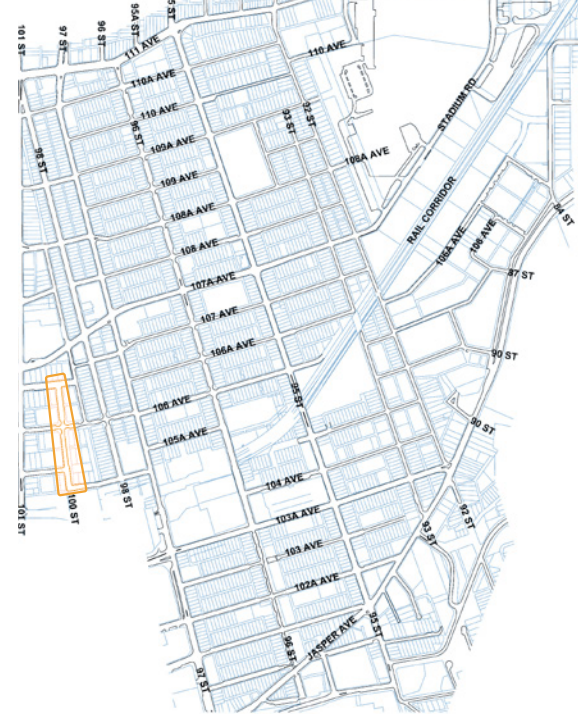 101 ST
97 ST
96 ST
95A ST
111 AVE
110 AVE
110A AVE
110 AVE
96 ST
92 ST
93 ST
STADIUM RD
98 ST
109A AVE
108A AVE
109 AVE
RAIL CORRIDOR
108A AVE
84 ST
106A AVE
106 AVE
108 AVE
107A AVE
87 ST
107 AVE
106A AVE
90 ST
95 ST
106 AVE
105A AVE
90 ST
104 AVE
101 ST
100 ST
98 ST
103A AVE
92 ST
93 ST
103 AVE
102A AVE
JASPER AVE
95 ST
96 ST
97 ST